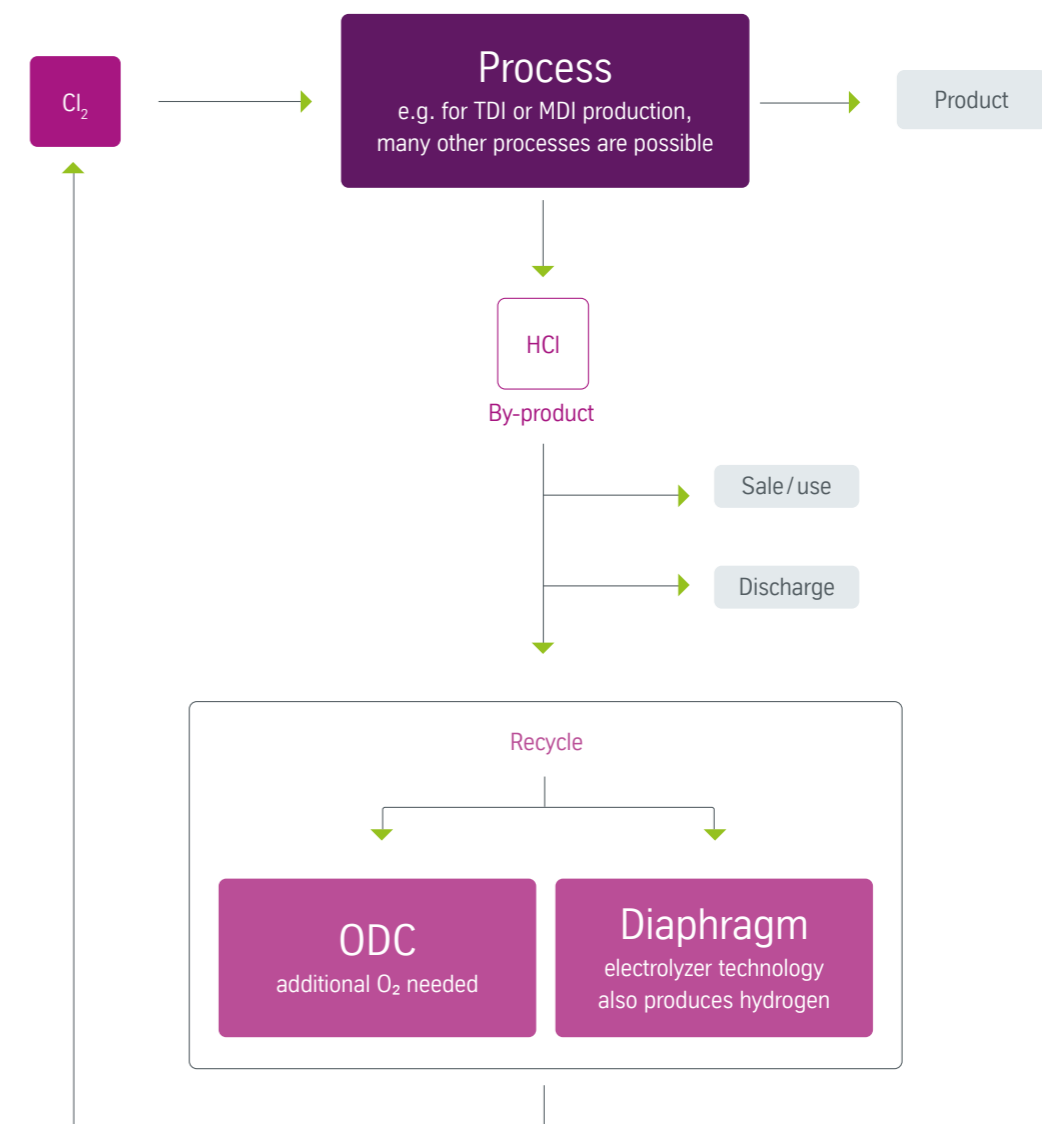 Cl₂
Process
e.g. for TDI or MDI production,
many other processes are possible
Product
HCl
By-product
Sale/use
Discharge
Recycle
ODC
additional O₂ needed
Diaphragm
electrolyzer technology
also produces hydrogen